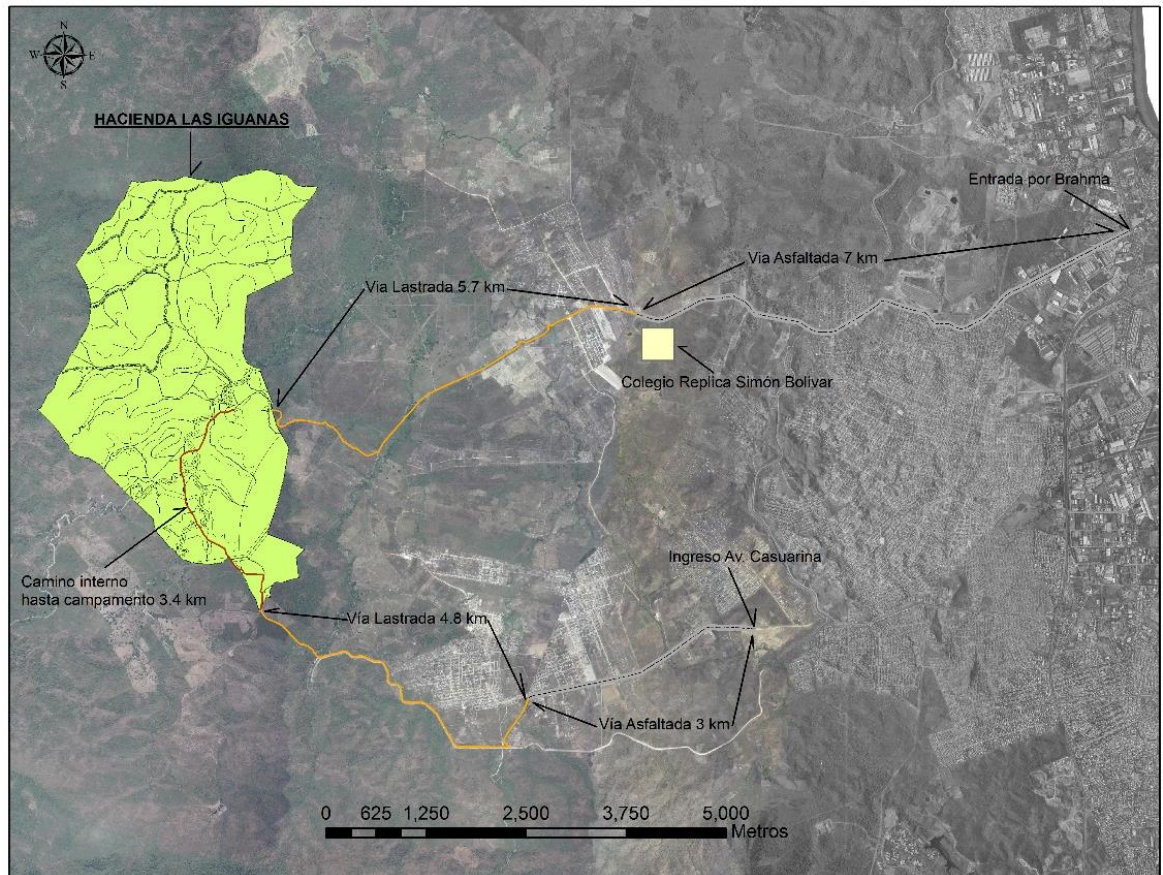 N
W E
S
HACIENDA LAS IGUANAS
Entrada por Brahma
Via Asfaltada 7 km
Via Lastrada 5.7 km
Colegio Replica Simón Bolivar
Ingreso Av. Casuarina
Camino interno
hasta campamento 3.4 km
Vía Lastrada 4.8 km
Vía Asfaltada 3 km
0 625 1,250 2,500 3,750 5,000
Metros